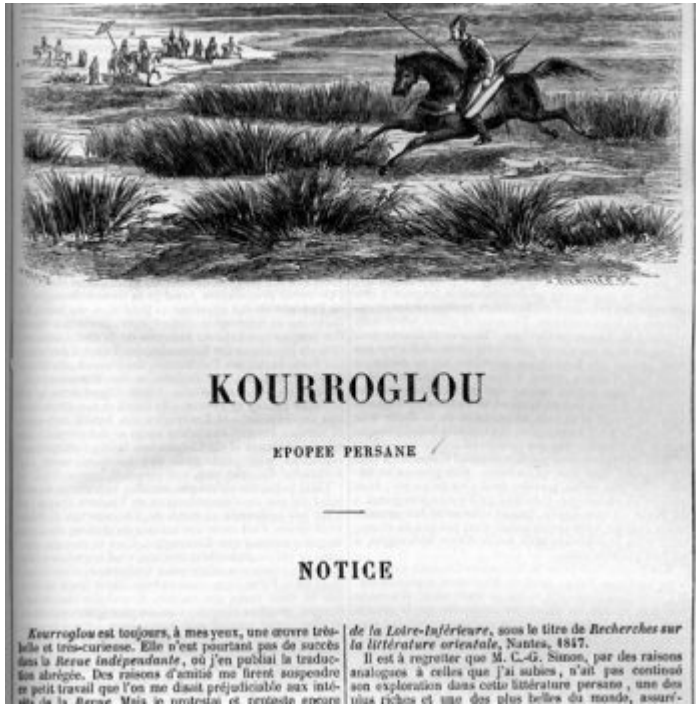 KOURROGLOU
EPOPEE PERSANE
NOTICE
Kourroglou est toujours, à mes yeux, une œuvre très-
belle et très-curieuse. Elle n'eut pourtant pas de succès
dans la Revue indépendante, où j'en publiai la traduc-
tion abrégée. Des raisons d'amitié me firent suspendre
ce petit travail que l'on me disait préjudiciable aux inté-
rêts de la Revue. Mais je protestai et proteste encore
de la Loire-Inférieure, sous le titre de Recherches sur
la littérature orientale, Nantes, 1847.
Il est à regretter que M. C.-G. Simon, par des raisons
analogues à celles que j'ai subies, n'ait pas continué
son exploration dans cette littérature persane, une des
plus riches et une des plus belles du monde, assuré-